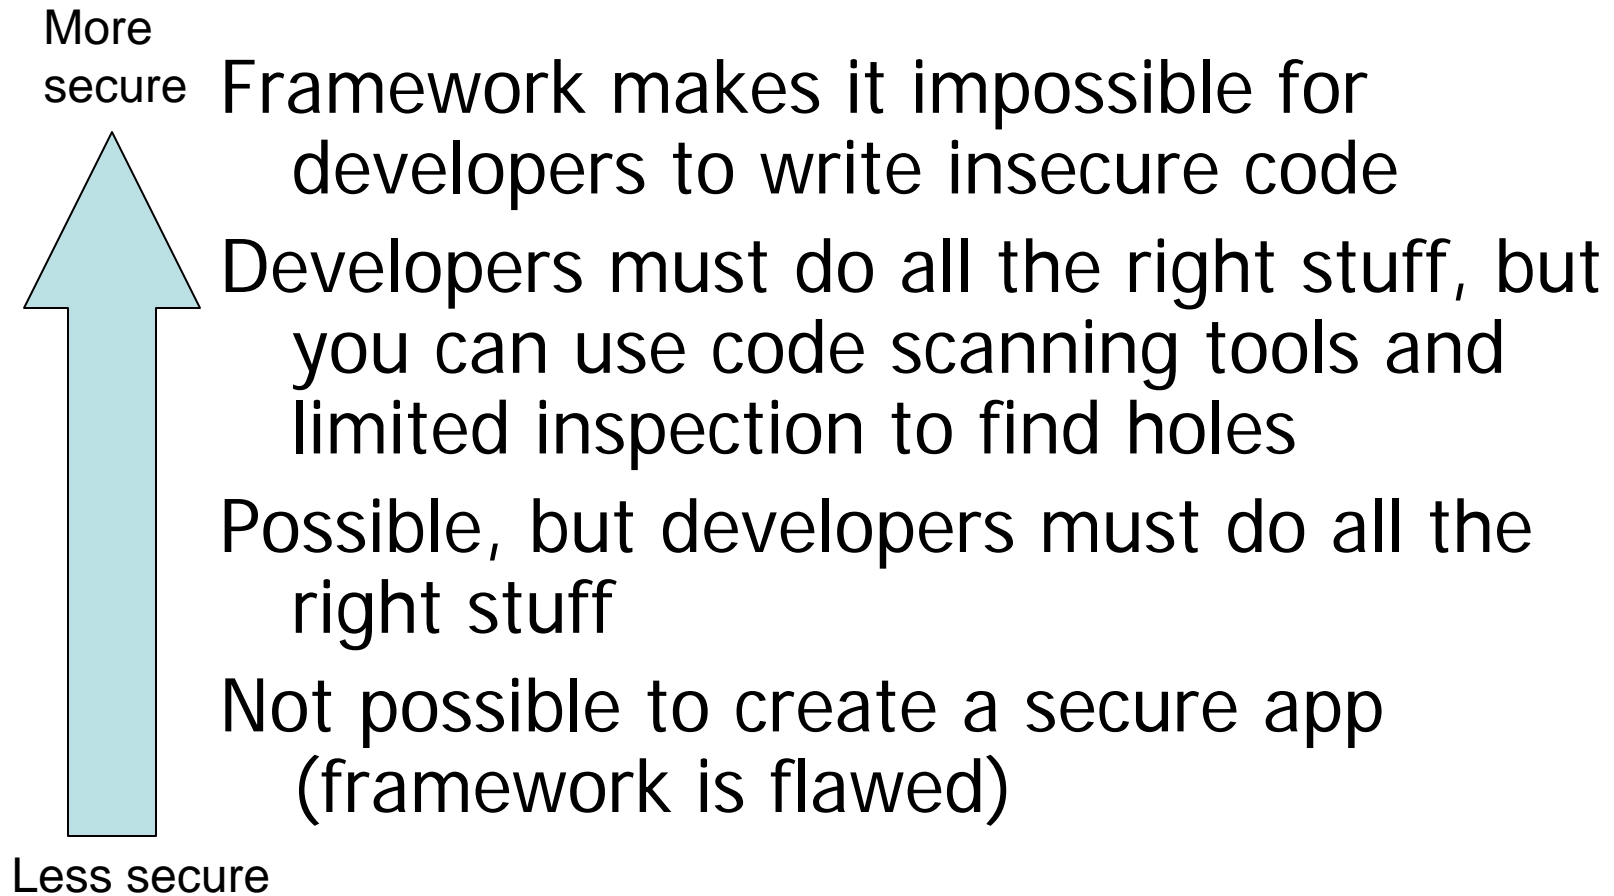 More
secure
Framework makes it impossible for
developers to write insecure code
Developers must do all the right stuff, but
you can use code scanning tools and
limited inspection to find holes
Possible, but developers must do all the
right stuff
Not possible to create a secure app
(framework is flawed)
Less secure